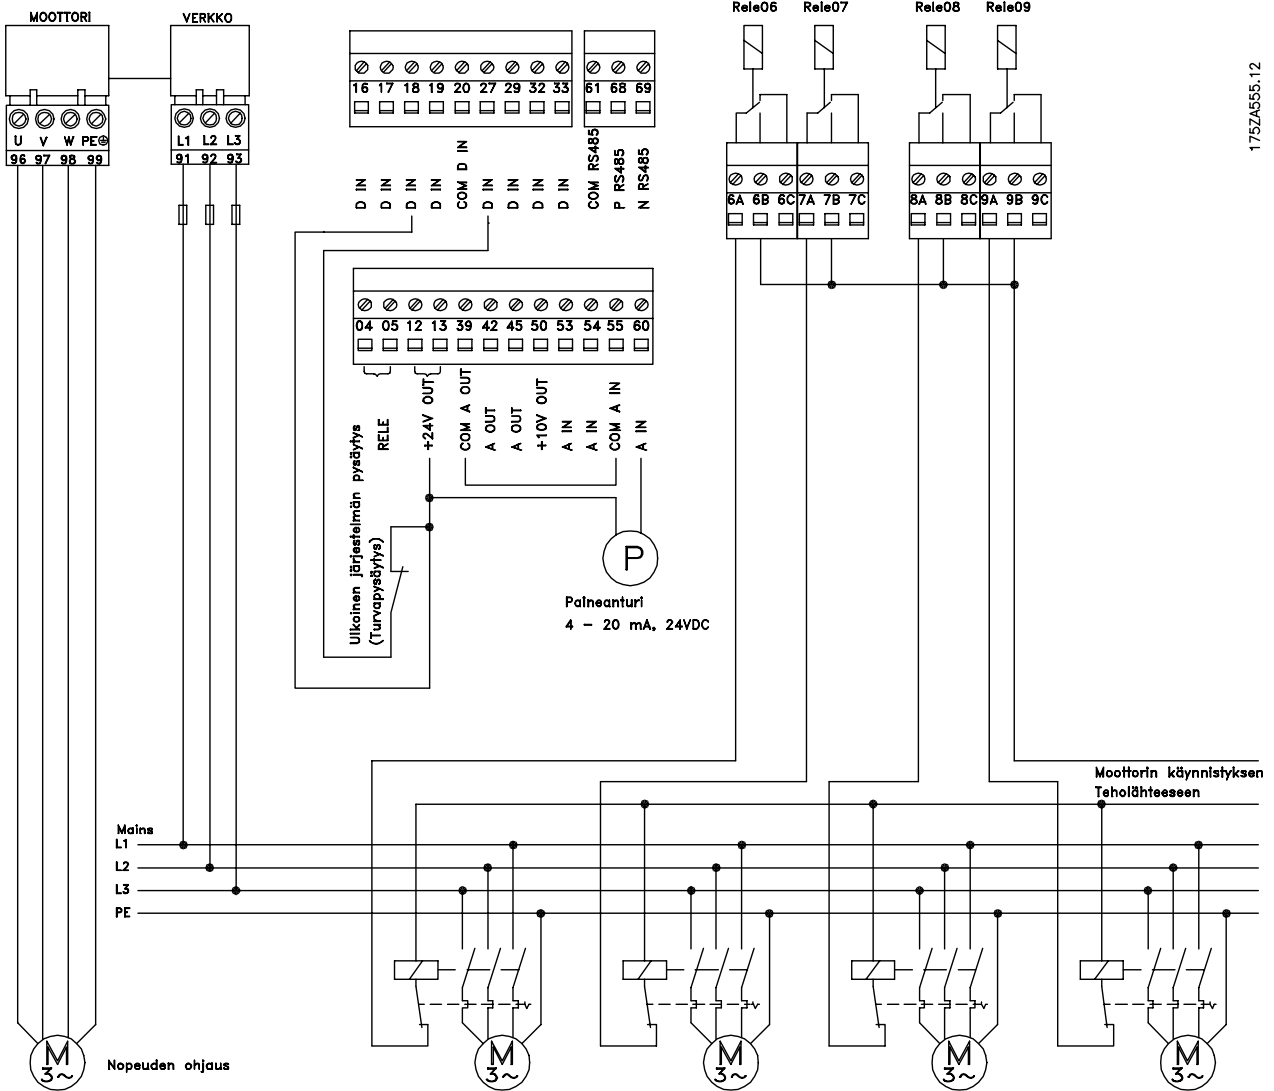 MOOTTORI
VERKKO
Rele06 Rele07 Rele08 Rele09
175ZA555.12
U V W PE
96 97 98 99
L1 L2 L3
91 92 93
16 17 18 19 20 27 29 32 33
61 68 69
D IN
D IN
D IN
D IN
COM D IN
D IN
D IN
D IN
D IN
COM RS485
P RS485
N RS485
6A 6B 6C 7A 7B 7C
8A 8B 8C 9A 9B 9C
04 05 12 13 39 42 45 50 53 54 55 60
RELE
+24V OUT
COM A OUT
A OUT
A OUT
+10V OUT
A IN
A IN
COM A IN
A IN
Ulkoinen järjestelmän pysäytys
(Turvapysäytys)
P
Paineanturi
4 – 20 mA, 24VDC
Moottorin käynnistyksen
Teholähteeseen
Mains
L1
L2
L3
PE
M
3~
Nopeuden ohjaus
M
3~
M
3~
M
3~
M
3~